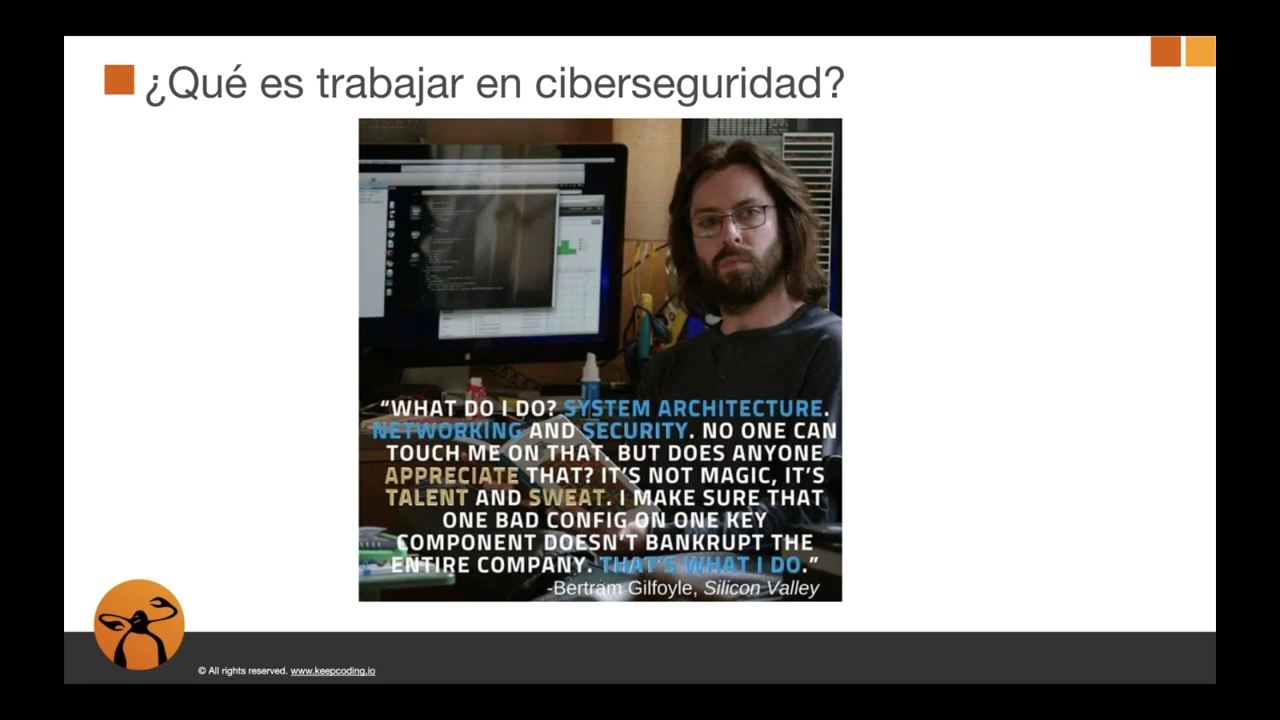 ¿Qué es trabajar en ciberseguridad?
“WHAT DO I DO? SYSTEM ARCHITECTURE.
NETWORKING AND SECURITY. NO ONE CAN
TOUCH ME ON THAT. BUT DOES ANYONE
APPRECIATE THAT? IT'S NOT MAGIC, IT'S
TALENT AND SWEAT. I MAKE SURE THAT
ONE BAD CONFIG ON ONE KEY
COMPONENT DOESN'T BANKRUPT THE
ENTIRE COMPANY. THAT'S WHAT I DO.”
-Bertram Gilfoyle, Silicon Valley
© All rights reserved. www.keepcoding.io